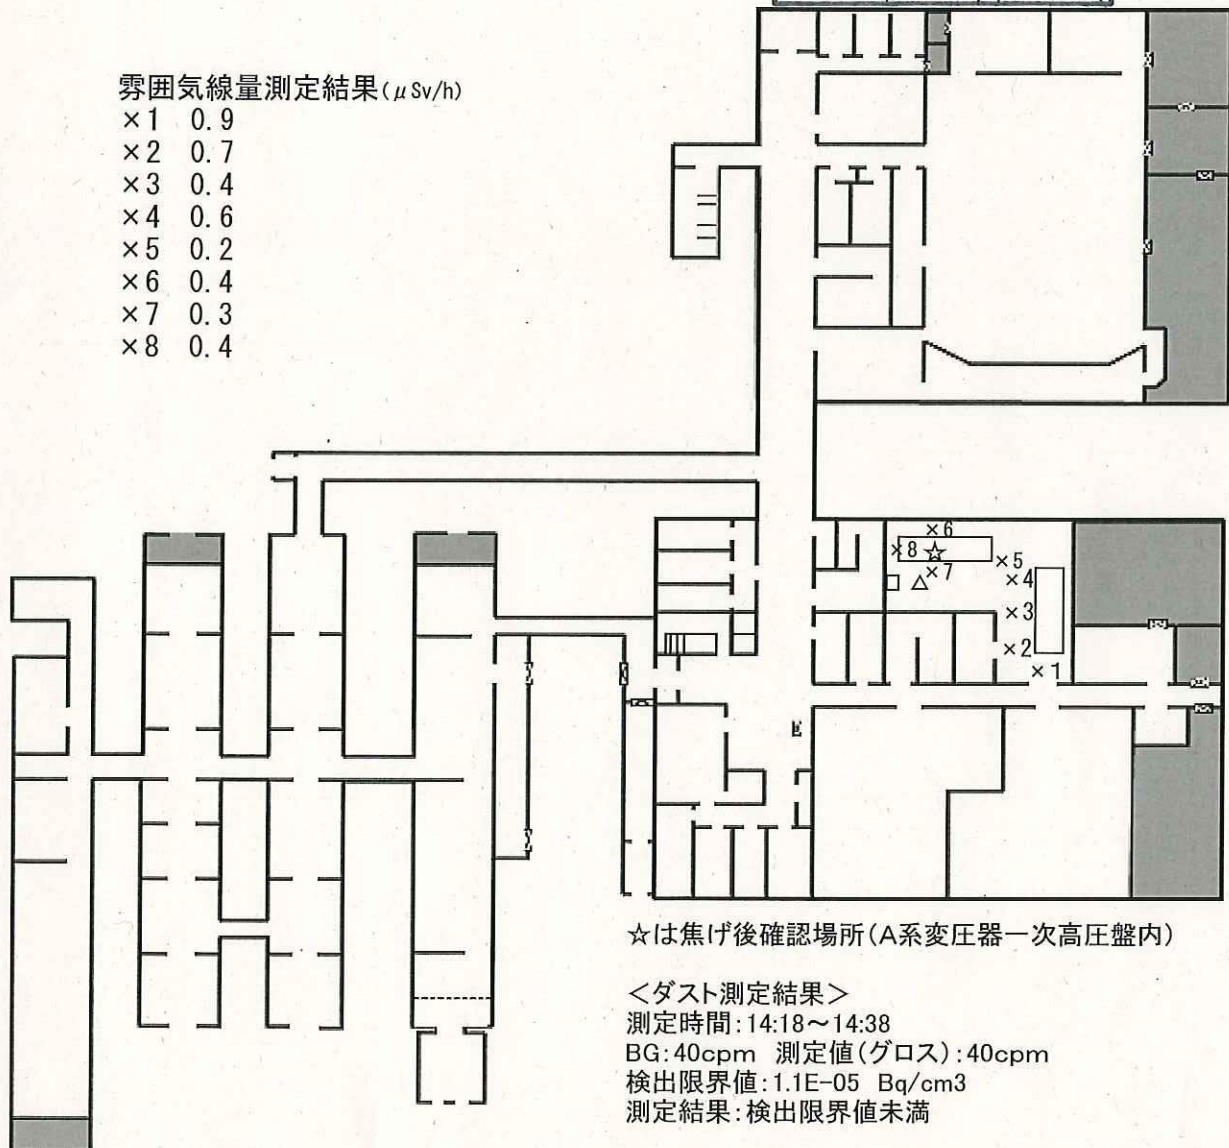 雰囲気線量測定結果(μSv/h)
×1 0.9
×2 0.7
×3 0.4
×4 0.6
×5 0.2
×6 0.4
×7 0.3
×8 0.4
×6
×8 ☆
×5
×7
×4
△
×3
×2
×1
E
☆は焦げ後確認場所(A系変圧器一次高圧盤内)
<ダスト測定結果>
測定時間:14:18~14:38
BG:40cpm 測定値(グロス):40cpm
検出限界値:1.1E-05 Bq/cm3
測定結果:検出限界値未満